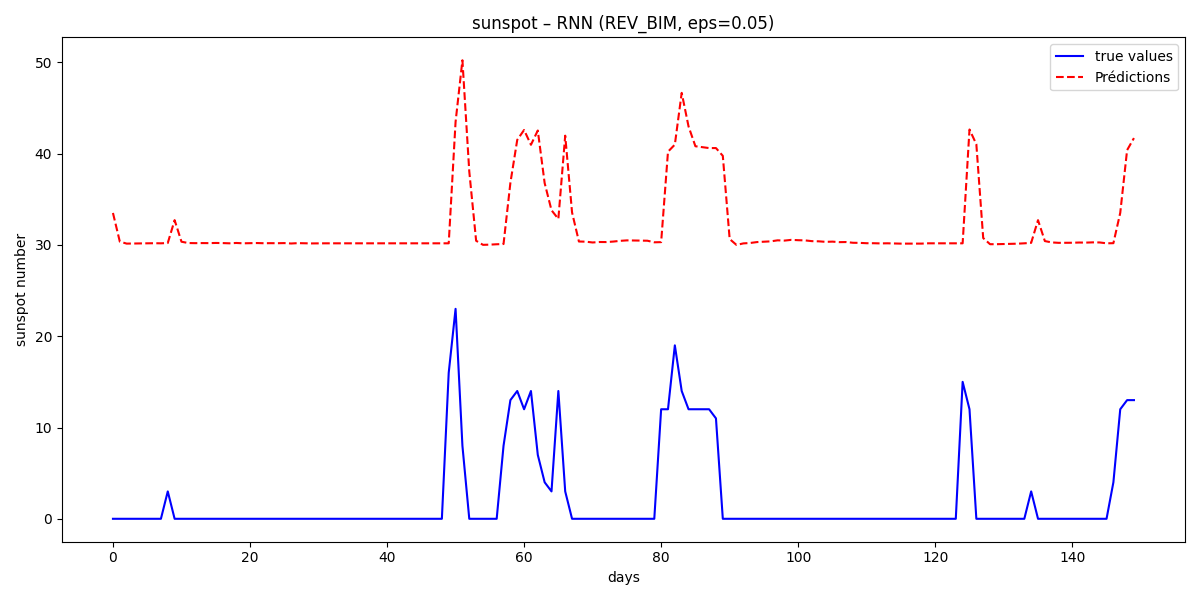 sunspot – RNN (REV_BIM, eps=0.05)
true values
Prédictions
sunspot number
50
40
30
20
10
0
0 20 40 60 80 100 120 140
days